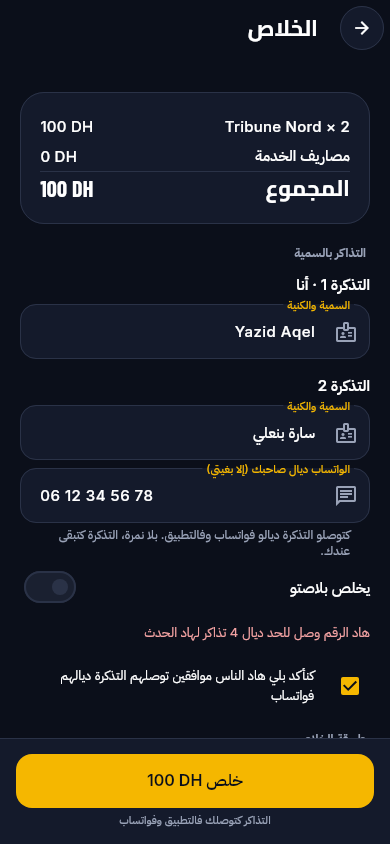 الخلاص
Tribune Nord × 2
100 DH
مصاريف الخدمة
0 DH
المجموع
100 DH
التذاكر بالسمية
التذكرة 1 · أنا
السمية والكنية
Yazid Aqel
التذكرة 2
السمية والكنية
سارة بنعلي
الواتساب ديال صاحبك (إلا بغيتي)
06 12 34 56 78
كتوصلو التذكرة ديالو فواتساب وفالتطبيق. بلا نمرة، التذكرة كتبقى
عندك.
يخلص بلاصتو
هاد الرقم وصل للحد ديال 4 تذاكر لهاد الحدث
كنأكد بلي هاد الناس موافقين توصلهم التذكرة ديالهم
فواتساب
خلص 100 DH
التذاكر كتوصلك فالتطبيق وفواتساب